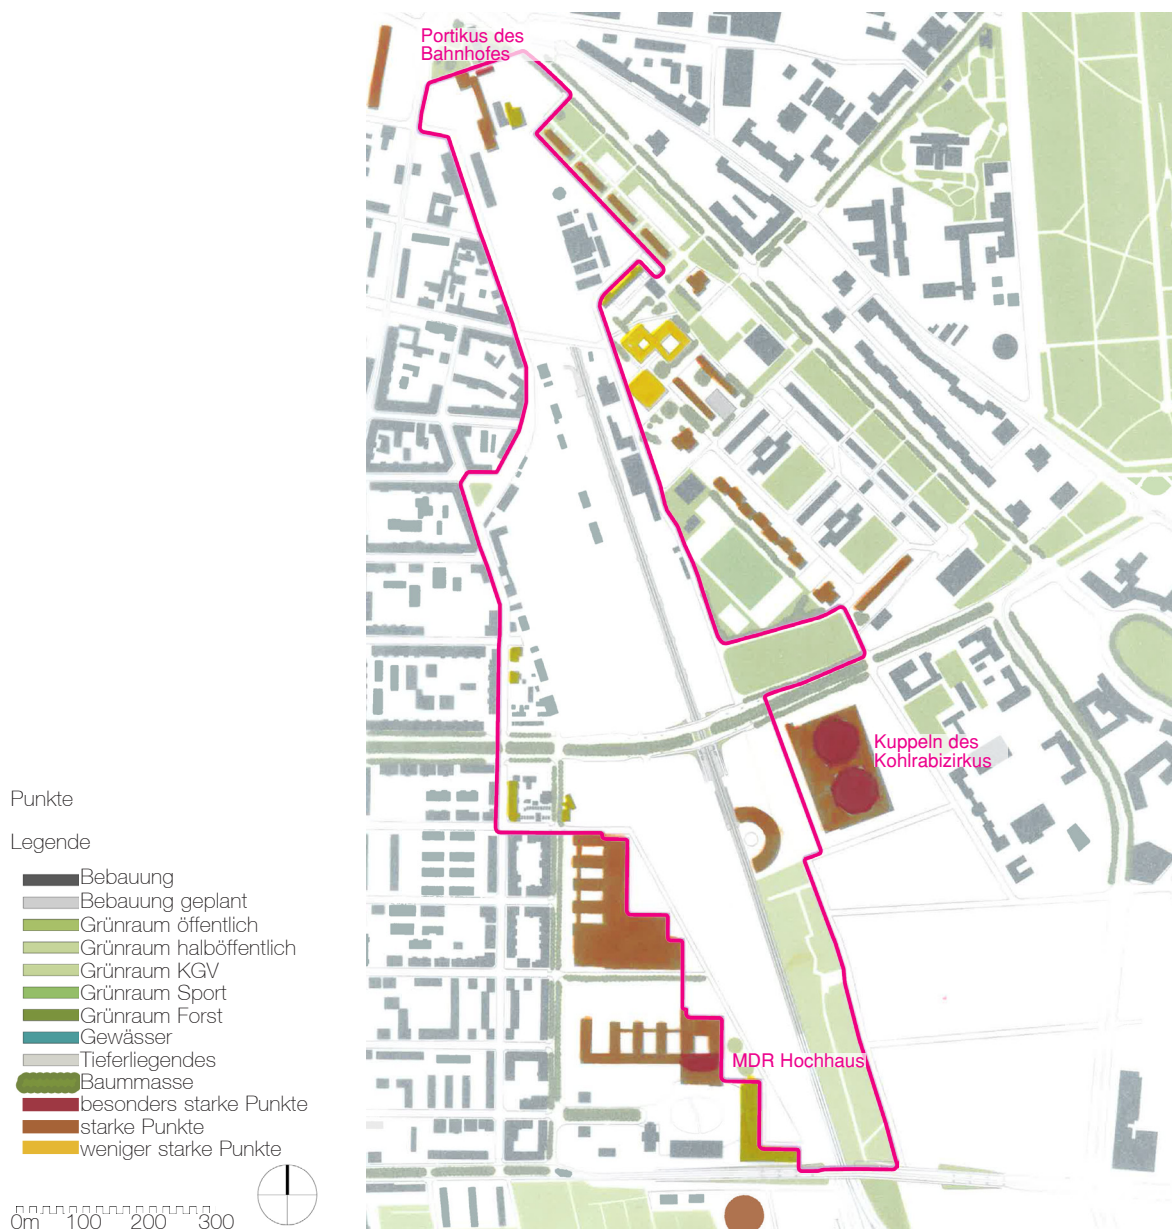 Portikus des
Bahnhofes
Kuppeln des
Kohlrabizirkus
MDR Hochhaus
Punkte
Legende
Bebauung
Bebauung geplant
Grünraum öffentlich
Grünraum halböffentlich
Grünraum KGV
Grünraum Sport
Grünraum Forst
Gewässer
Tieferliegendes
Baummasse
besonders starke Punkte
starke Punkte
weniger starke Punkte
0m 100 200 300